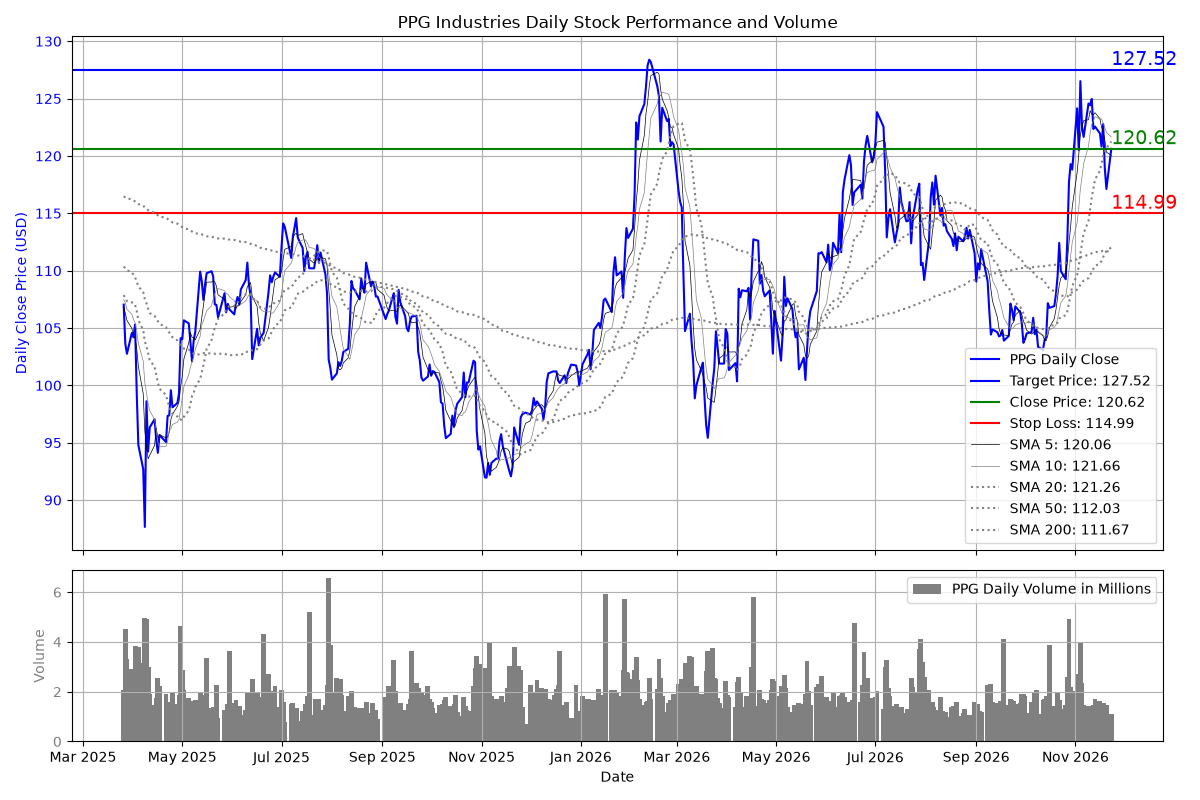 PPG Industries Daily Stock Performance and Volume
130
125
120
115
110
105
100
95
90
Daily Close Price (USD)
127.52
120.62
114.99
PPG Daily Close
Target Price: 127.52
Close Price: 120.62
Stop Loss: 114.99
SMA 5: 120.06
SMA 10: 121.66
SMA 20: 121.26
SMA 50: 112.03
SMA 200: 111.67
6
4
2
0
Volume
PPG Daily Volume in Millions
Mar 2025 May 2025 Jul 2025 Sep 2025 Nov 2025 Jan 2026 Mar 2026 May 2026 Jul 2026 Sep 2026 Nov 2026
Date